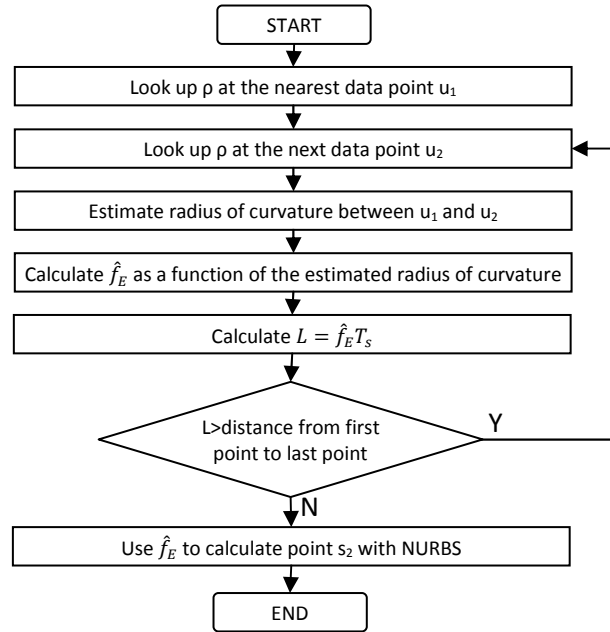 START
Look up ρ at the nearest data point u₁
Look up ρ at the next data point u₂
Estimate radius of curvature between u₁ and u₂
Calculate f̂_E as a function of the estimated radius of curvature
Calculate L = f̂_E T_s
L>distance from first
point to last point
Y
N
Use f̂_E to calculate point s₂ with NURBS
END